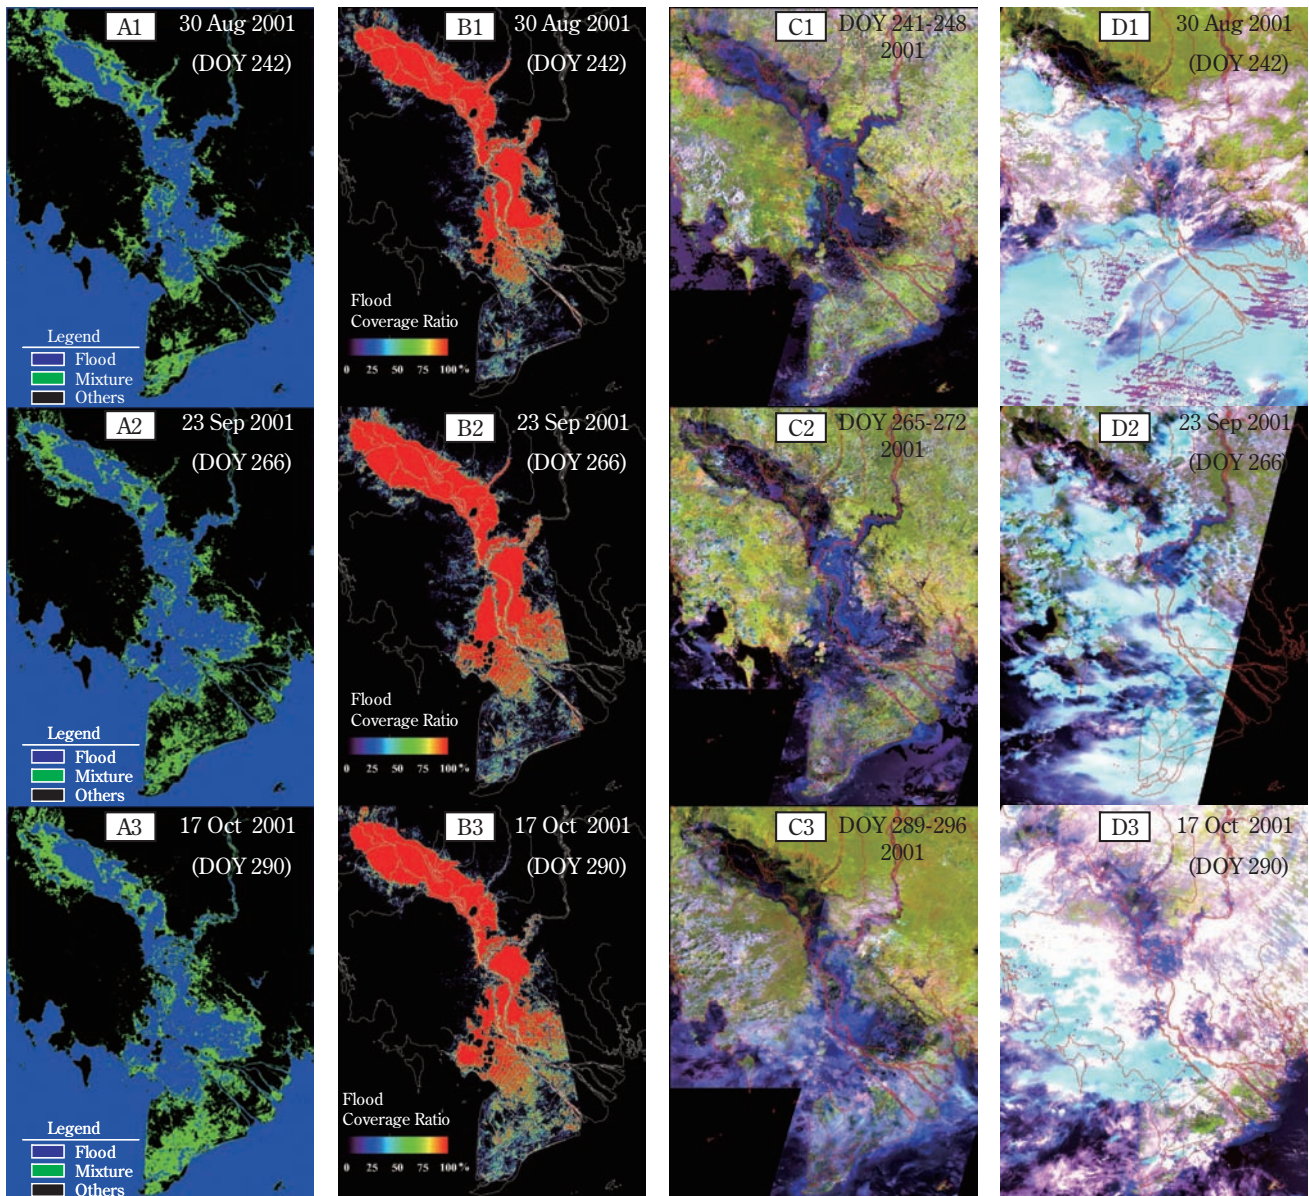 A1 30 Aug 2001
(DOY 242)
Legend
Flood
Mixture
Others
B1 30 Aug 2001
(DOY 242)
Flood
Coverage Ratio
0 25 50 75 100%
C1 DOY 241-248
2001
D1 30 Aug 2001
(DOY 242)
A2 23 Sep 2001
(DOY 266)
Legend
Flood
Mixture
Others
B2 23 Sep 2001
(DOY 266)
Flood
Coverage Ratio
0 25 50 75 100%
C2 DOY 265-272
2001
D2 23 Sep 2001
(DOY 266)
A3 17 Oct 2001
(DOY 290)
Legend
Flood
Mixture
Others
B3 17 Oct 2001
(DOY 290)
Flood
Coverage Ratio
0 25 50 75 100%
C3 DOY 289-296
2001
D3 17 Oct 2001
(DOY 290)